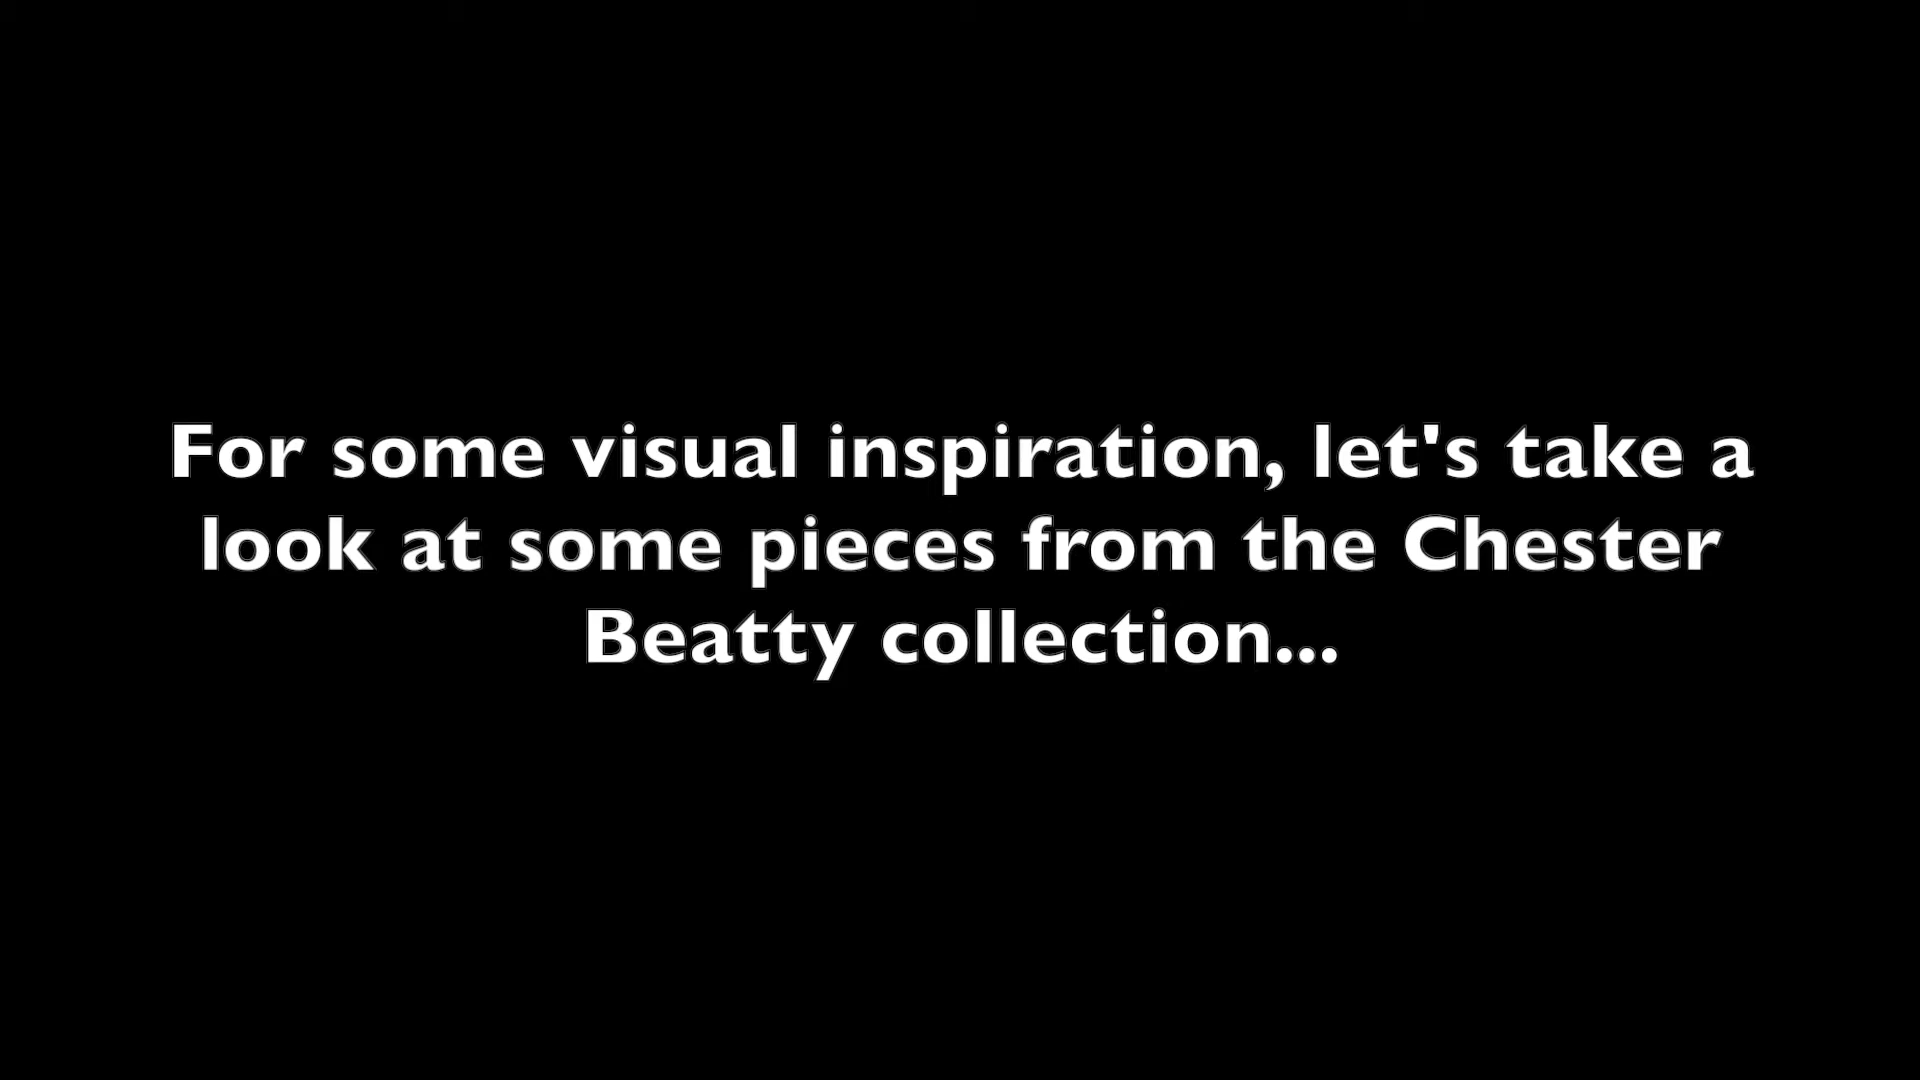 For some visual inspiration, let's take a
look at some pieces from the Chester
Beatty collection...